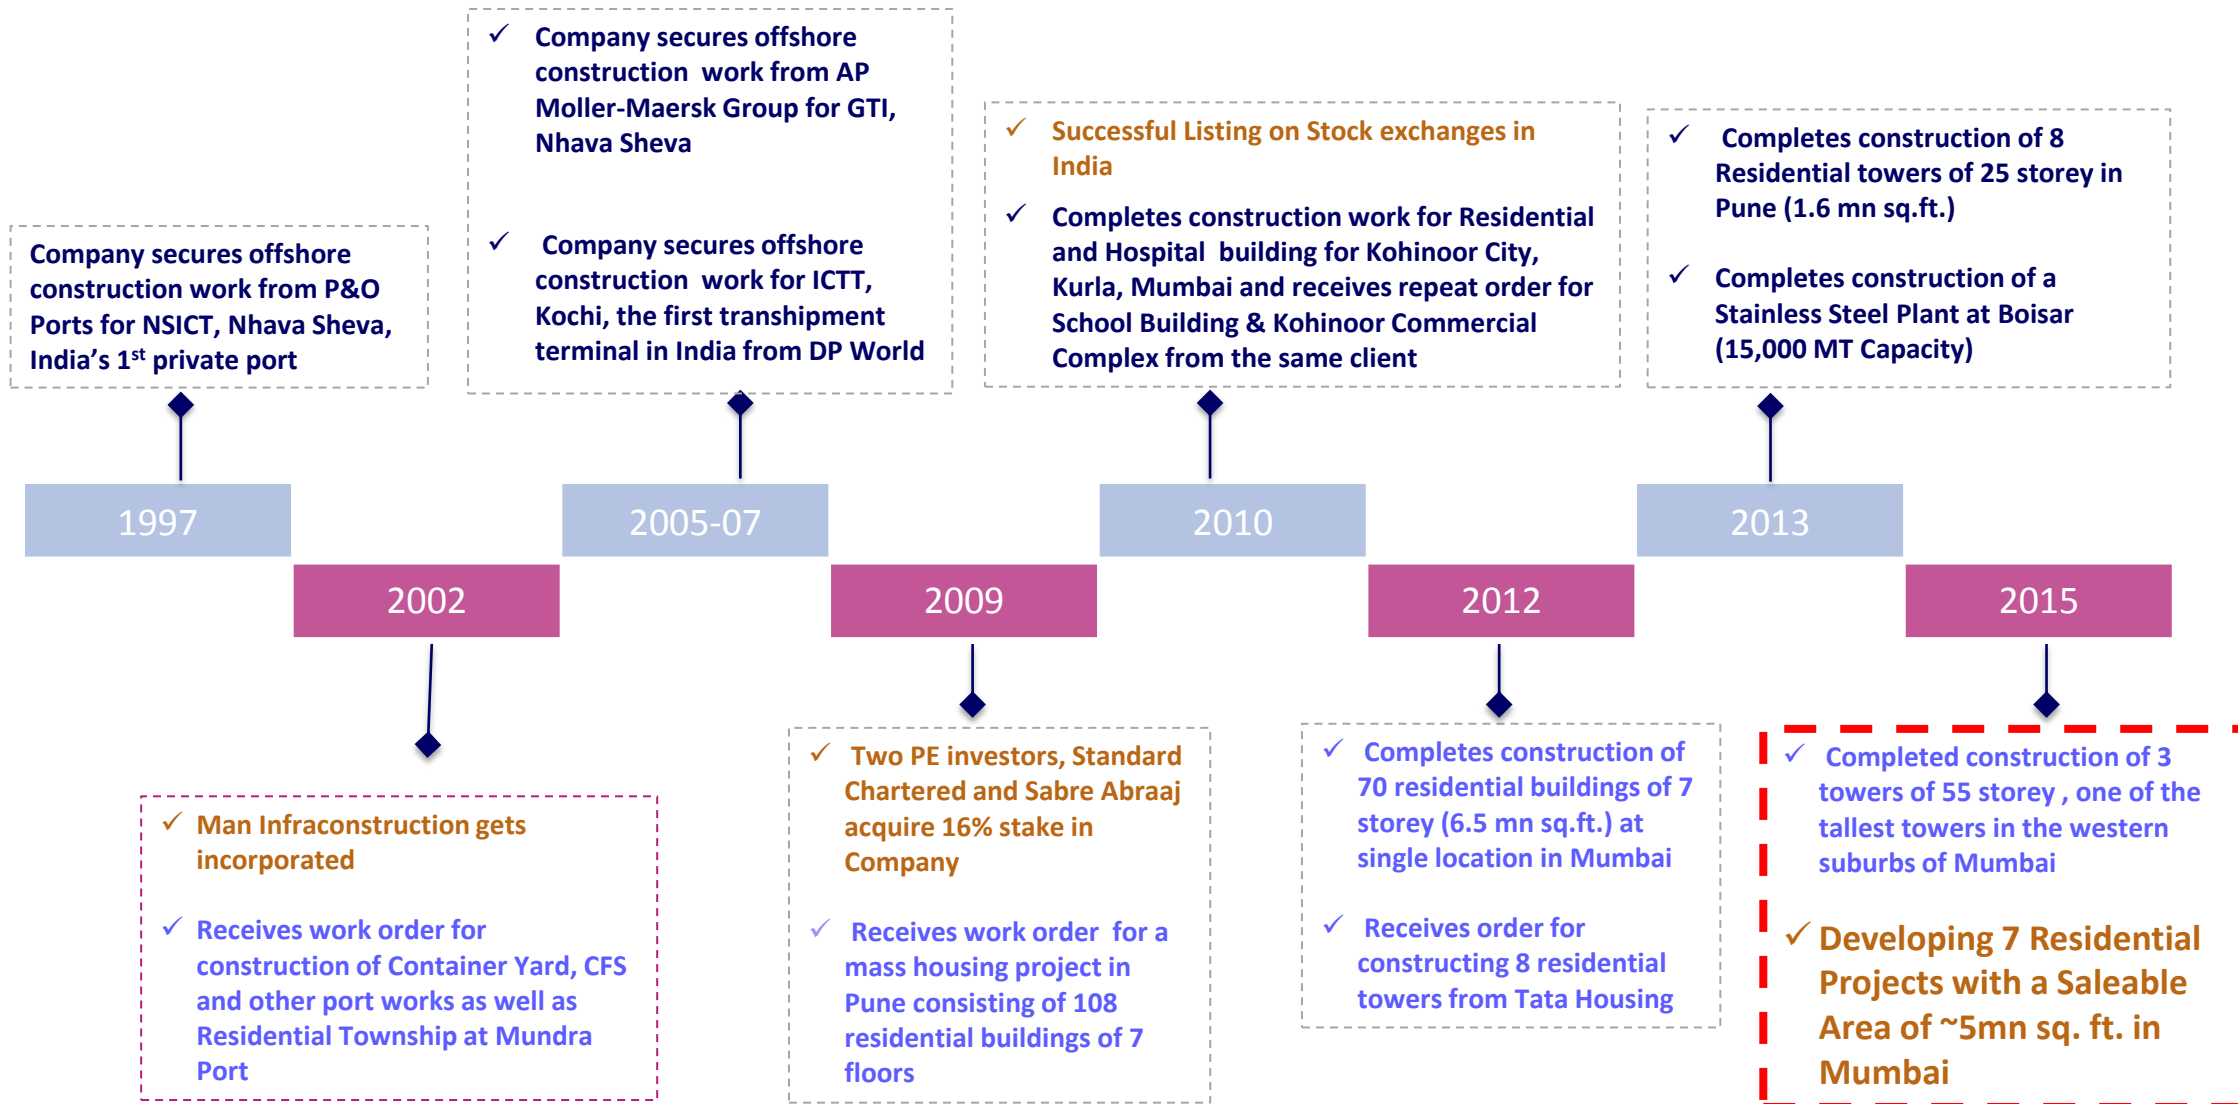 Company secures offshore
construction work from AP
Moller-Maersk Group for GTI,
Nhava Sheva
Company secures offshore
construction work for ICTT,
Kochi, the first transhipment
terminal in India from DP World
Successful Listing on Stock exchanges in
India
Completes construction work for Residential
and Hospital building for Kohinoor City,
Kurla, Mumbai and receives repeat order for
School Building & Kohinoor Commercial
Complex from the same client
Completes construction of 8
Residential towers of 25 storey in
Pune (1.6 mn sq.ft.)
Completes construction of a
Stainless Steel Plant at Boisar
(15,000 MT Capacity)
Company secures offshore
construction work from P&O
Ports for NSICT, Nhava Sheva,
India’s 1st private port
1997
2005-07
2010
2013
2002
2009
2012
2015
Man Infraconstruction gets
incorporated
Receives work order for
construction of Container Yard, CFS
and other port works as well as
Residential Township at Mundra
Port
Two PE investors, Standard
Chartered and Sabre Abraaj
acquire 16% stake in
Company
Receives work order for a
mass housing project in
Pune consisting of 108
residential buildings of 7
floors
Completes construction of
70 residential buildings of 7
storey (6.5 mn sq.ft.) at
single location in Mumbai
Receives order for
constructing 8 residential
towers from Tata Housing
Completed construction of 3
towers of 55 storey , one of the
tallest towers in the western
suburbs of Mumbai
Developing 7 Residential
Projects with a Saleable
Area of ~5mn sq. ft. in
Mumbai